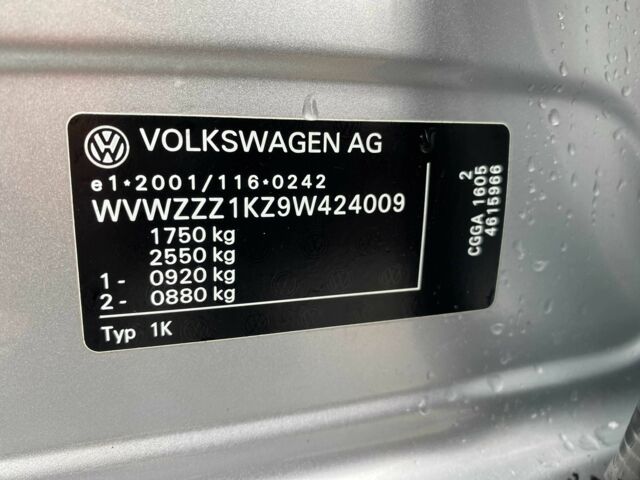 VOLKSWAGEN AG
e1*2001/116*0242
WVWZZZ1KZ9W424009
1750 kg
2550 kg
1- 0920 kg
2- 0880 kg
Typ 1K
2
CGGA 1605
4615966